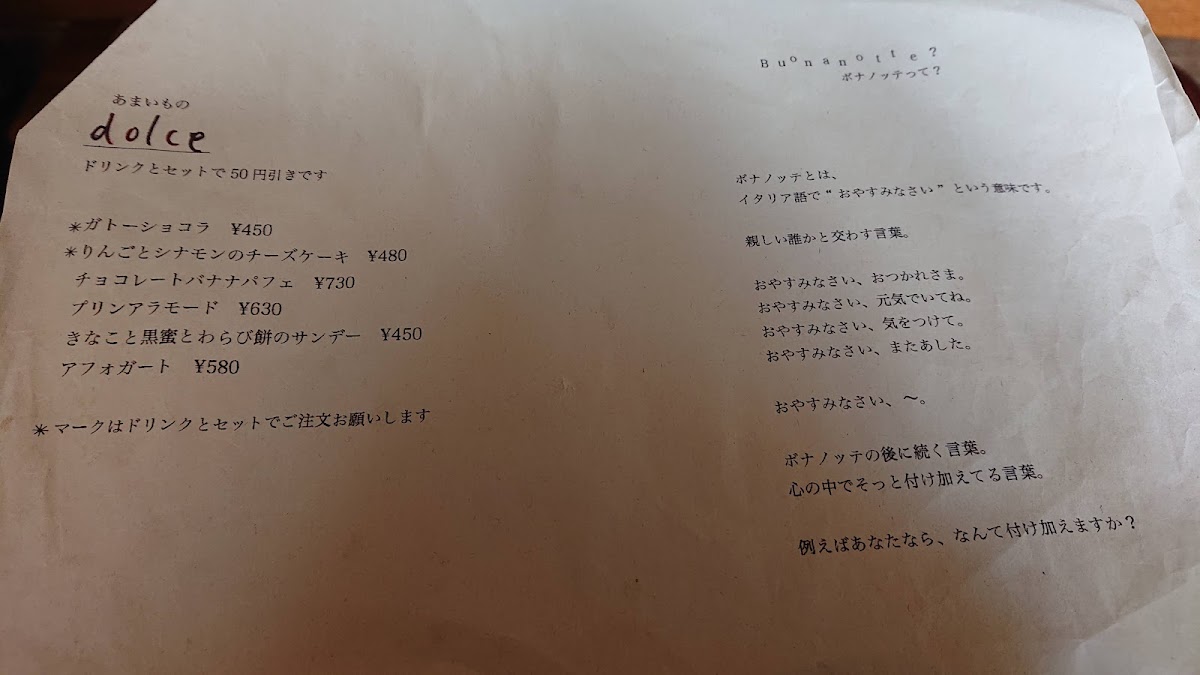 あまいもの
dolce
ドリンクとセットで50円引きです
＊ガトーショコラ ¥450
＊りんごとシナモンのチーズケーキ ¥480
チョコレートバナナパフェ ¥730
プリンアラモード ¥630
きなこと黒蜜とわらび餅のサンデー ¥450
アフォガート ¥580
＊マークはドリンクとセットでご注文お願いします
Buonanotte?
ボナノッテって?
ボナノッテとは、
イタリア語で“おやすみなさい”という意味です。
親しい誰かと交わす言葉。
おやすみなさい、おつかれさま。
おやすみなさい、元気でいてね。
おやすみなさい、気をつけて。
おやすみなさい、またあした。
おやすみなさい、～。
ボナノッテの後に続く言葉。
心の中でそっと付け加えてる言葉。
例えばあなたなら、なんて付け加えますか?